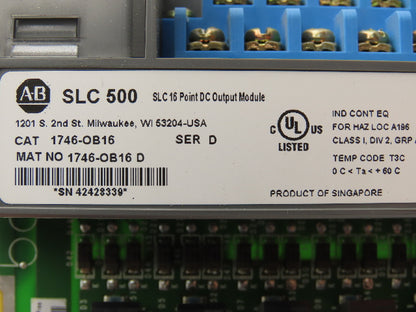 A-B SLC 500 SLC 16 Point DC Output Module
1201 S. 2nd St. Milwaukee, WI 53204-USA
CAT 1746-OB16 SER D
MAT NO 1746-OB16 D
*SN 42428339*
C UL US
LISTED
IND CONT EQ
FOR HAZ LOC A196
CLASS I, DIV 2, GRP
TEMP CODE T3C
0 C < Ta < + 60 C
PRODUCT OF SINGAPORE